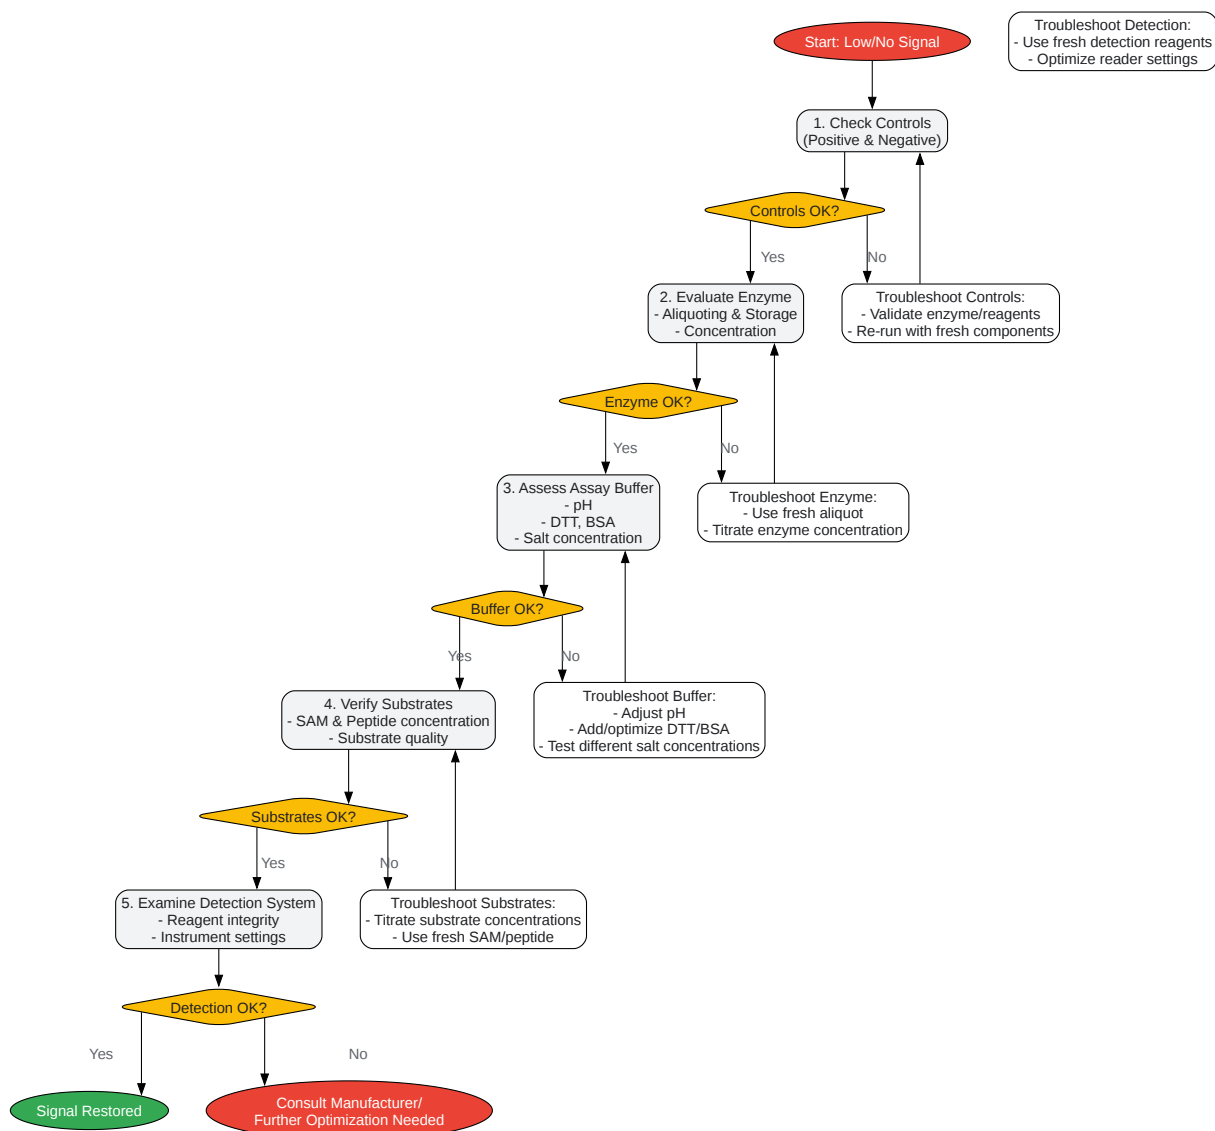 Start: Low/No Signal
Troubleshoot Detection:
- Use fresh detection reagents
- Optimize reader settings
1. Check Controls
(Positive & Negative)
Controls OK?
Yes
No
2. Evaluate Enzyme
- Aliquoting & Storage
- Concentration
Troubleshoot Controls:
- Validate enzyme/reagents
- Re-run with fresh components
Enzyme OK?
Yes
No
3. Assess Assay Buffer
- pH
- DTT, BSA
- Salt concentration
Troubleshoot Enzyme:
- Use fresh aliquot
- Titrate enzyme concentration
Buffer OK?
Yes
No
4. Verify Substrates
- SAM & Peptide concentration
- Substrate quality
Troubleshoot Buffer:
- Adjust pH
- Add/optimize DTT/BSA
- Test different salt concentrations
Substrates OK?
Yes
No
5. Examine Detection System
- Reagent integrity
- Instrument settings
Troubleshoot Substrates:
- Titrate substrate concentrations
- Use fresh SAM/peptide
Detection OK?
Yes
No
Signal Restored
Consult Manufacturer/
Further Optimization Needed